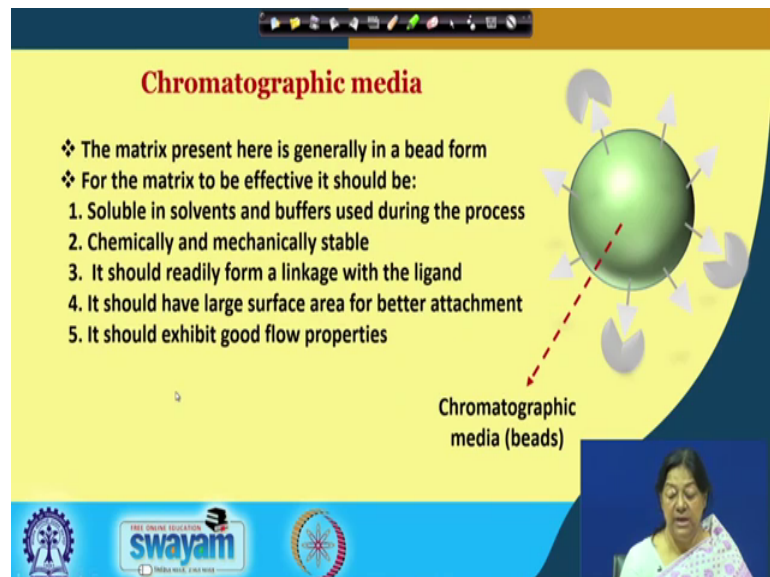 Chromatographic media
❖ The matrix present here is generally in a bead form
❖ For the matrix to be effective it should be:
1. Soluble in solvents and buffers used during the process
2. Chemically and mechanically stable
3. It should readily form a linkage with the ligand
4. It should have large surface area for better attachment
5. It should exhibit good flow properties
Chromatographic
media (beads)
FREE ONLINE EDUCATION
swayam